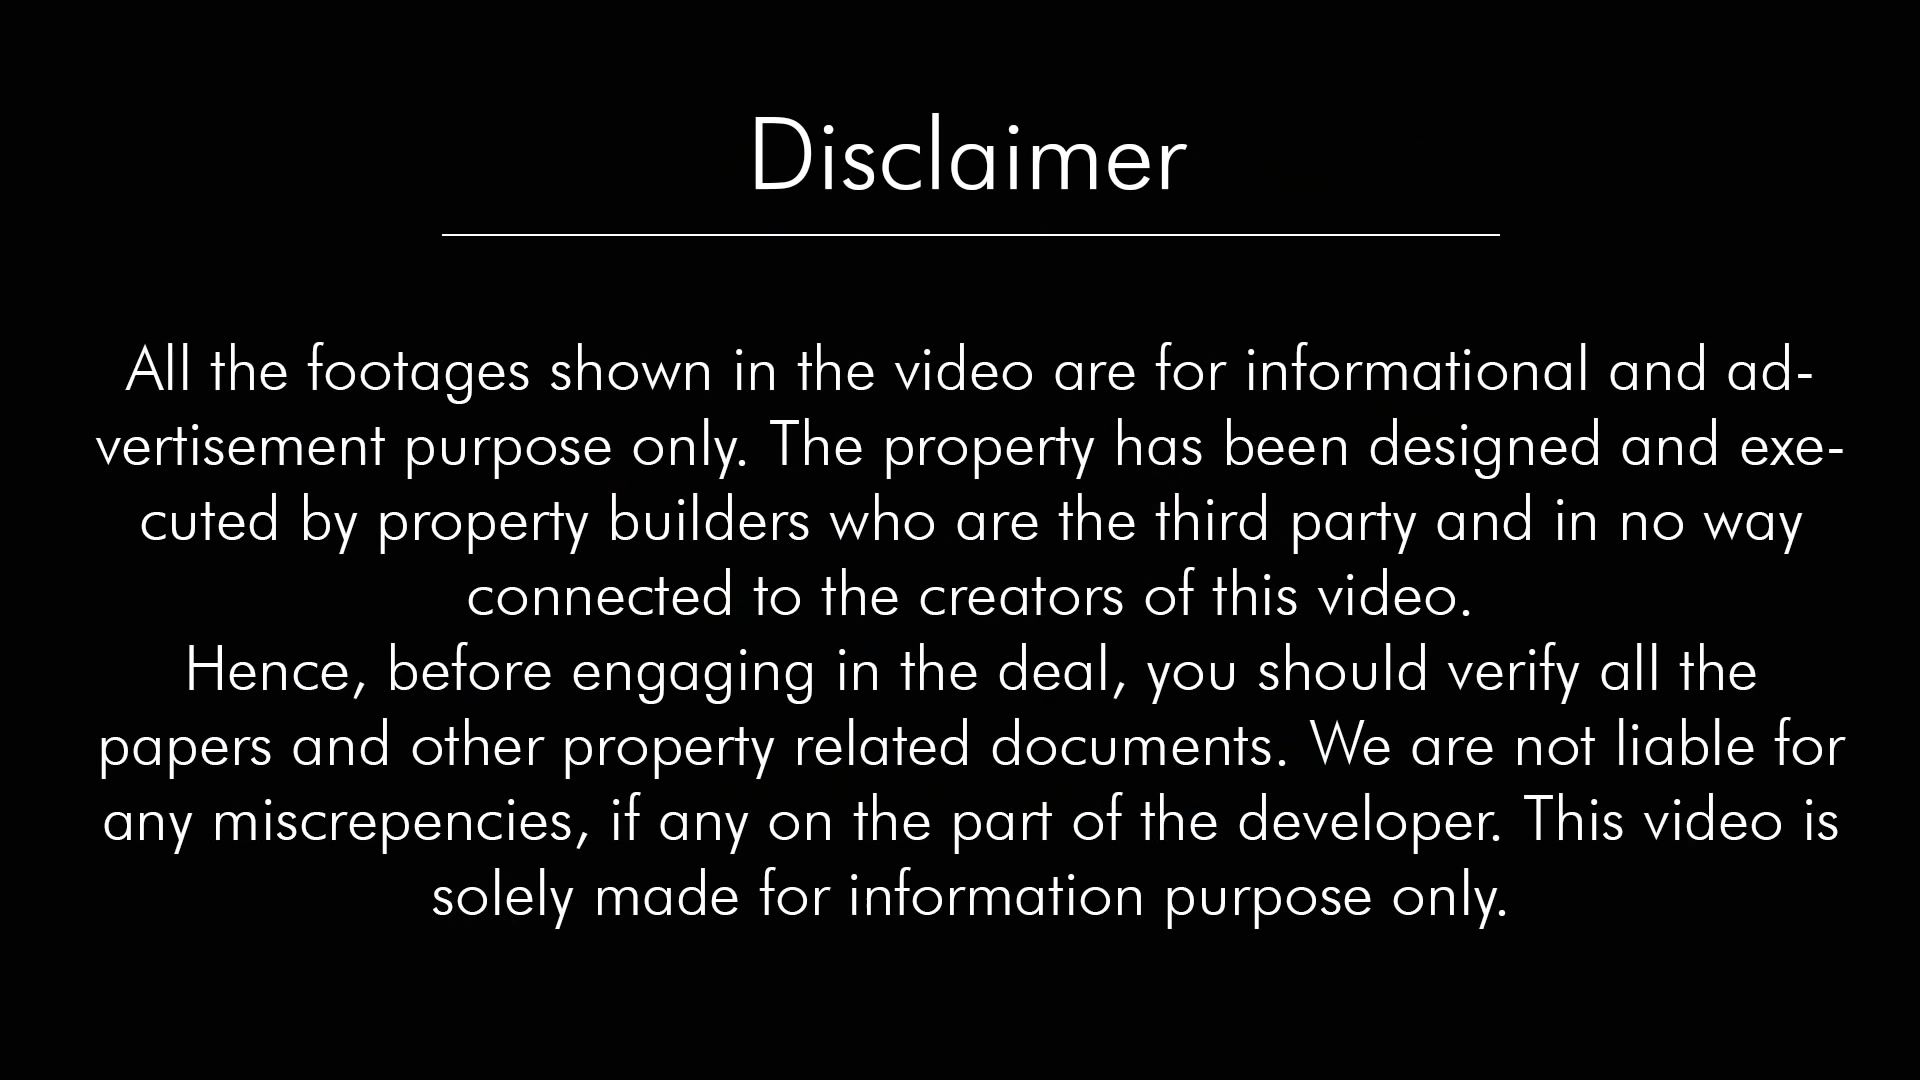 Disclaimer
All the footages shown in the video are for informational and ad-
vertisement purpose only. The property has been designed and exe-
cuted by property builders who are the third party and in no way
connected to the creators of this video.
Hence, before engaging in the deal, you should verify all the
papers and other property related documents. We are not liable for
any miscrepencies, if any on the part of the developer. This video is
solely made for information purpose only.